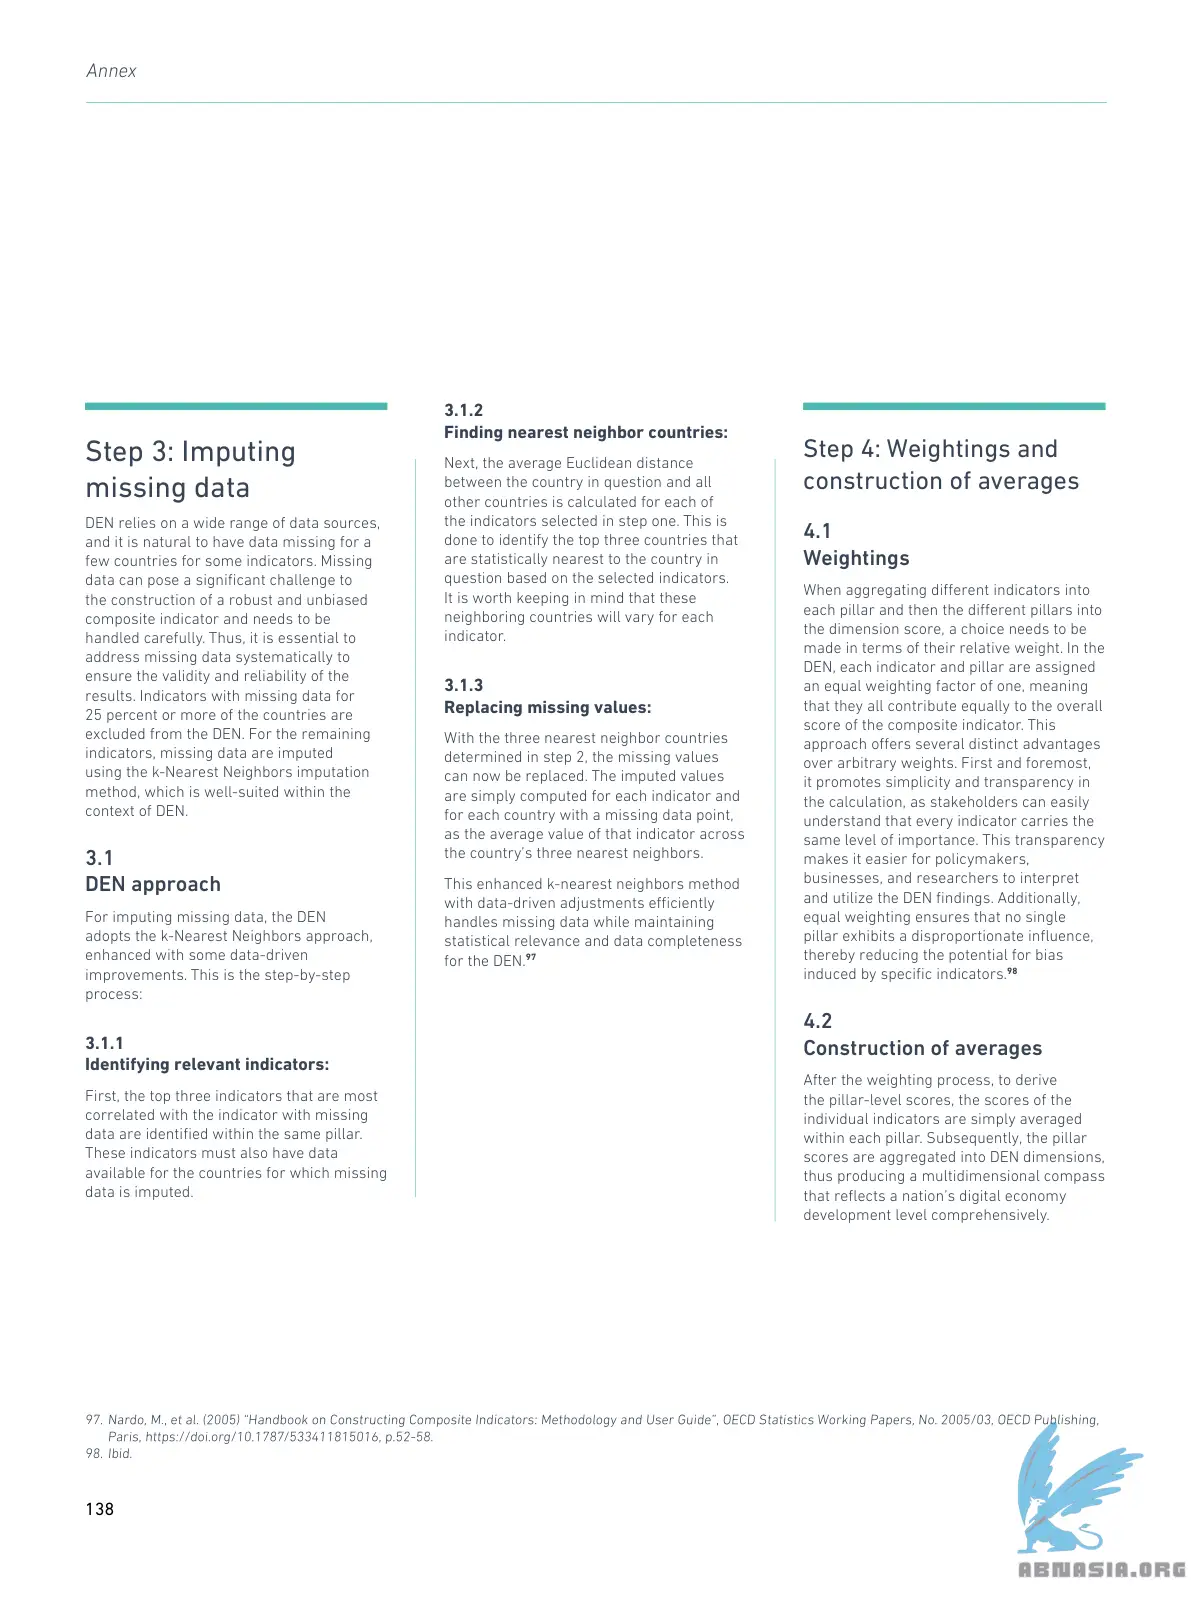 Annex
Step 3: Imputing
missing data
DEN relies on a wide range of data sources,
and it is natural to have data missing for a
few countries for some indicators. Missing
data can pose a significant challenge to
the construction of a robust and unbiased
composite indicator and needs to be
handled carefully. Thus, it is essential to
address missing data systematically to
ensure the validity and reliability of the
results. Indicators with missing data for
25 percent or more of the countries are
excluded from the DEN. For the remaining
indicators, missing data are imputed
using the k-Nearest Neighbors imputation
method, which is well-suited within the
context of DEN.
3.1
DEN approach
For imputing missing data, the DEN
adopts the k-Nearest Neighbors approach,
enhanced with some data-driven
improvements. This is the step-by-step
process:
3.1.1
Identifying relevant indicators:
First, the top three indicators that are most
correlated with the indicator with missing
data are identified within the same pillar.
These indicators must also have data
available for the countries for which missing
data is imputed.
3.1.2
Finding nearest neighbor countries:
Next, the average Euclidean distance
between the country in question and all
other countries is calculated for each of
the indicators selected in step one. This is
done to identify the top three countries that
are statistically nearest to the country in
question based on the selected indicators.
It is worth keeping in mind that these
neighboring countries will vary for each
indicator.
3.1.3
Replacing missing values:
With the three nearest neighbor countries
determined in step 2, the missing values
can now be replaced. The imputed values
are simply computed for each indicator and
for each country with a missing data point,
as the average value of that indicator across
the country's three nearest neighbors.
This enhanced k-nearest neighbors method
with data-driven adjustments efficiently
handles missing data while maintaining
statistical relevance and data completeness
for the DEN.97
Step 4: Weightings and
construction of averages
4.1
Weightings
When aggregating different indicators into
each pillar and then the different pillars into
the dimension score, a choice needs to be
made in terms of their relative weight. In the
DEN, each indicator and pillar are assigned
an equal weighting factor of one, meaning
that they all contribute equally to the overall
score of the composite indicator. This
approach offers several distinct advantages
over arbitrary weights. First and foremost,
it promotes simplicity and transparency in
the calculation, as stakeholders can easily
understand that every indicator carries the
same level of importance. This transparency
makes it easier for policymakers,
businesses, and researchers to interpret
and utilize the DEN findings. Additionally,
equal weighting ensures that no single
pillar exhibits a disproportionate influence,
thereby reducing the potential for bias
induced by specific indicators.98
4.2
Construction of averages
After the weighting process, to derive
the pillar-level scores, the scores of the
individual indicators are simply averaged
within each pillar. Subsequently, the pillar
scores are aggregated into DEN dimensions,
thus producing a multidimensional compass
that reflects a nation's digital economy
development level comprehensively.
97. Nardo, M., et al. (2005) "Handbook on Constructing Composite Indicators: Methodology and User Guide", OECD Statistics Working Papers, No. 2005/03, OECD Publishing,
Paris, https://doi.org/10.1787/533411815016, p.52-58.
98. Ibid.
138
ABNASIA.ORG